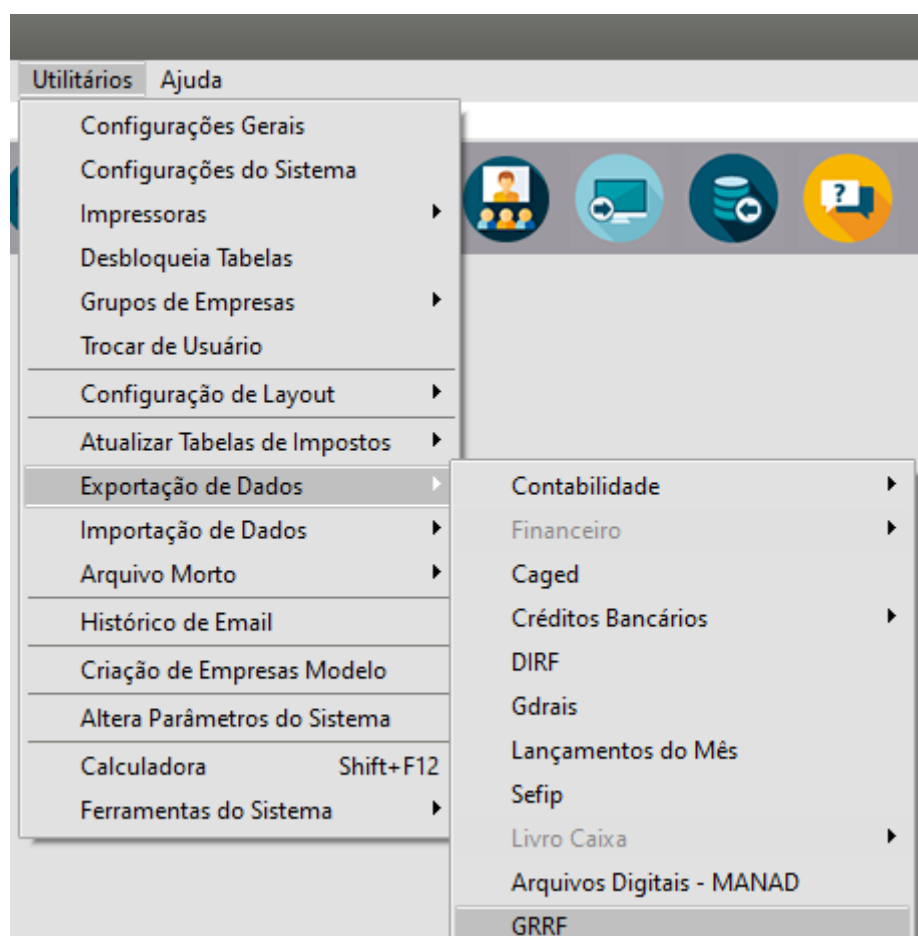 Utilitários Ajuda
Configurações Gerais
Configurações do Sistema
Impressoras
Desbloqueia Tabelas
Grupos de Empresas
Trocar de Usuário
Configuração de Layout
Atualizar Tabelas de Impostos
Exportação de Dados
Importação de Dados
Arquivo Morto
Histórico de Email
Criação de Empresas Modelo
Altera Parâmetros do Sistema
Calculadora Shift+F12
Ferramentas do Sistema
Contabilidade
Financeiro
Caged
Créditos Bancários
DIRF
Gdrais
Lançamentos do Mês
Sefip
Livro Caixa
Arquivos Digitais - MANAD
GRRF